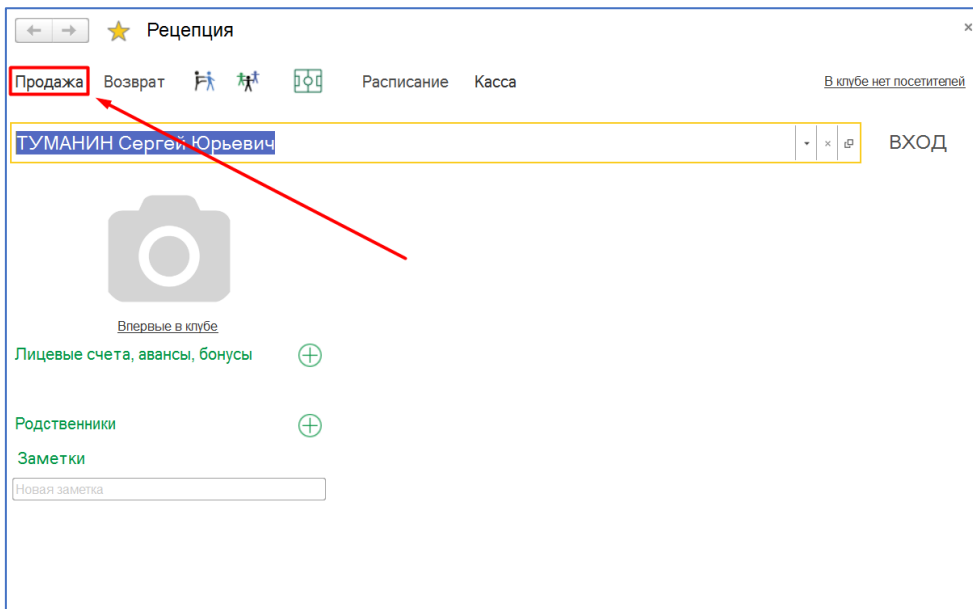 Рецепция
Продажа Возврат Расписание Касса В клубе нет посетителей
ТУМАНИН Сергей Юрьевич ВХОД
Впервые в клубе
Лицевые счета, авансы, бонусы
Родственники
Заметки
Новая заметка